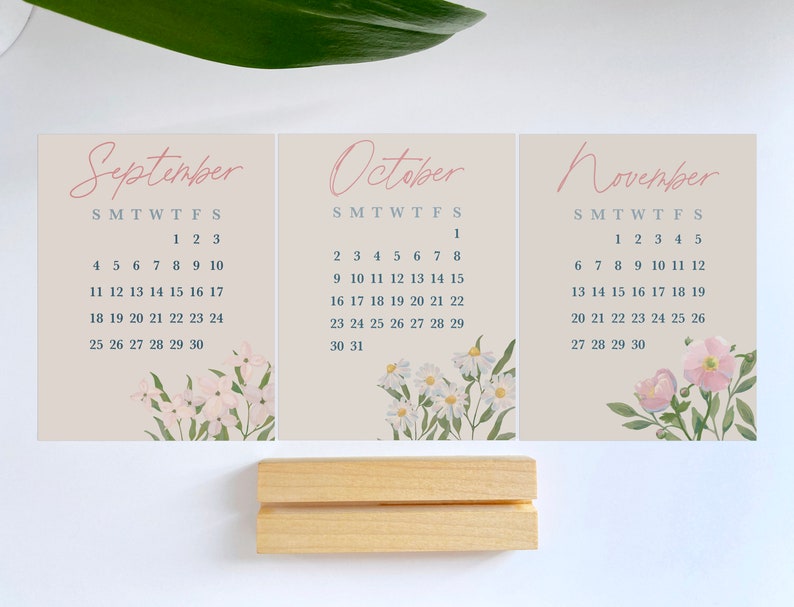 September
S M T W T F S
1 2 3
4 5 6 7 8 9 10
11 12 13 14 15 16 17
18 19 20 21 22 23 24
25 26 27 28 29 30
October
S M T W T F S
1
2 3 4 5 6 7 8
9 10 11 12 13 14 15
16 17 18 19 20 21 22
23 24 25 26 27 28 29
30 31
November
S M T W T F S
1 2 3 4 5
6 7 8 9 10 11 12
13 14 15 16 17 18 19
20 21 22 23 24 25 26
27 28 29 30